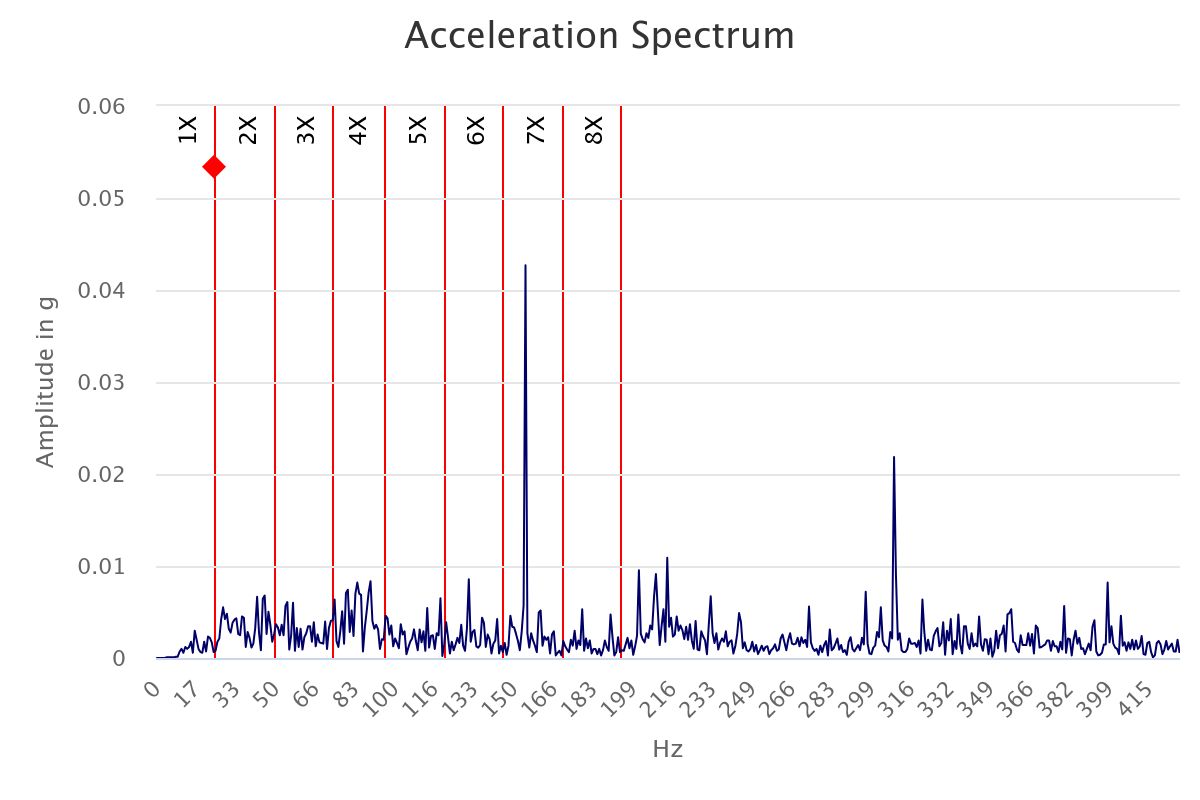 Acceleration Spectrum
0.06
0.05
0.04
0.03
0.02
0.01
0
Amplitude in g
1X 2X 3X 4X 5X 6X 7X 8X
0 17 33 50 66 83 100 116 133 150 166 183 199 216 233 249 266 283 299 316 332 349 366 382 399 415
Hz